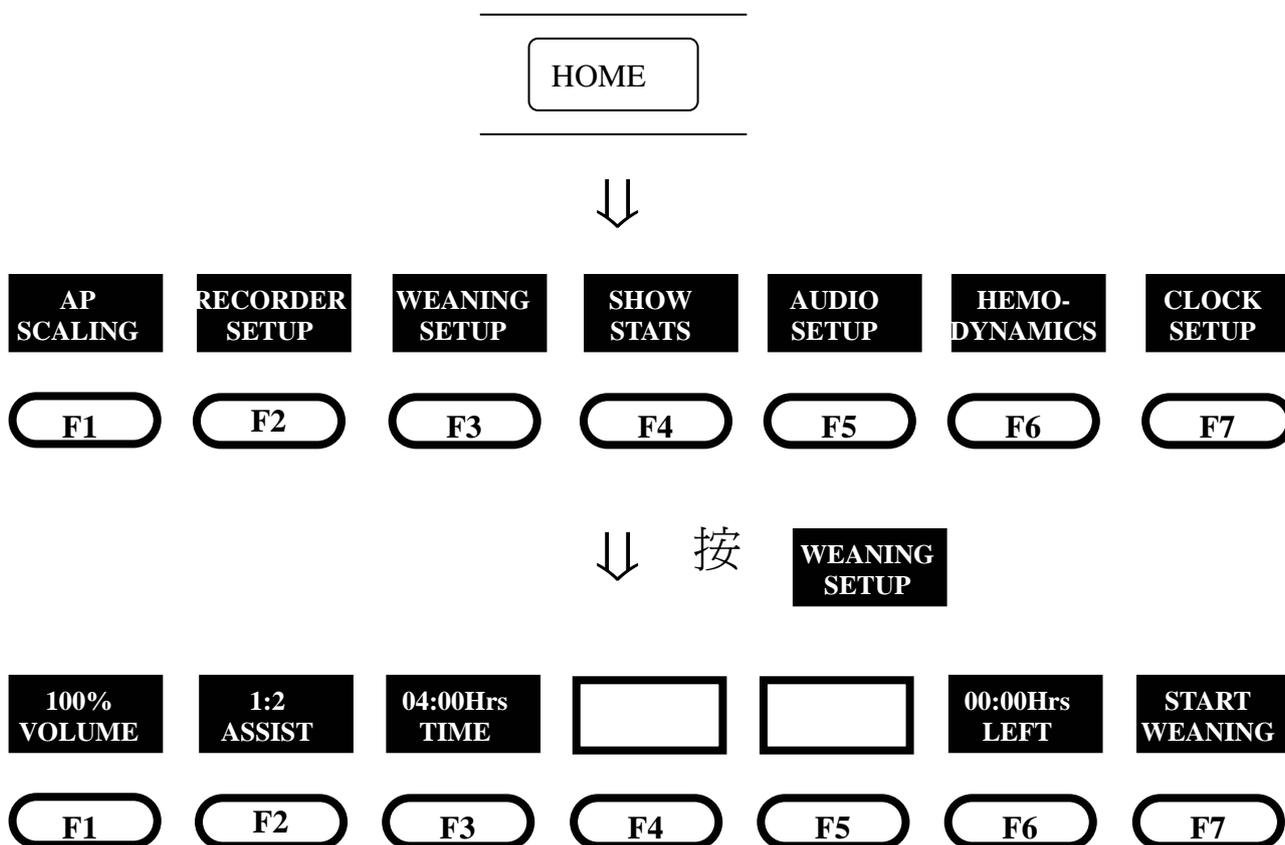 HOME
AP
SCALING
RECORDER
SETUP
WEANING
SETUP
SHOW
STATS
AUDIO
SETUP
HEMO-
DYNAMICS
CLOCK
SETUP
F1
F2
F3
F4
F5
F6
F7
按
WEANING
SETUP
100%
VOLUME
1:2
ASSIST
04:00Hrs
TIME
00:00Hrs
LEFT
START
WEANING
F1
F2
F3
F4
F5
F6
F7